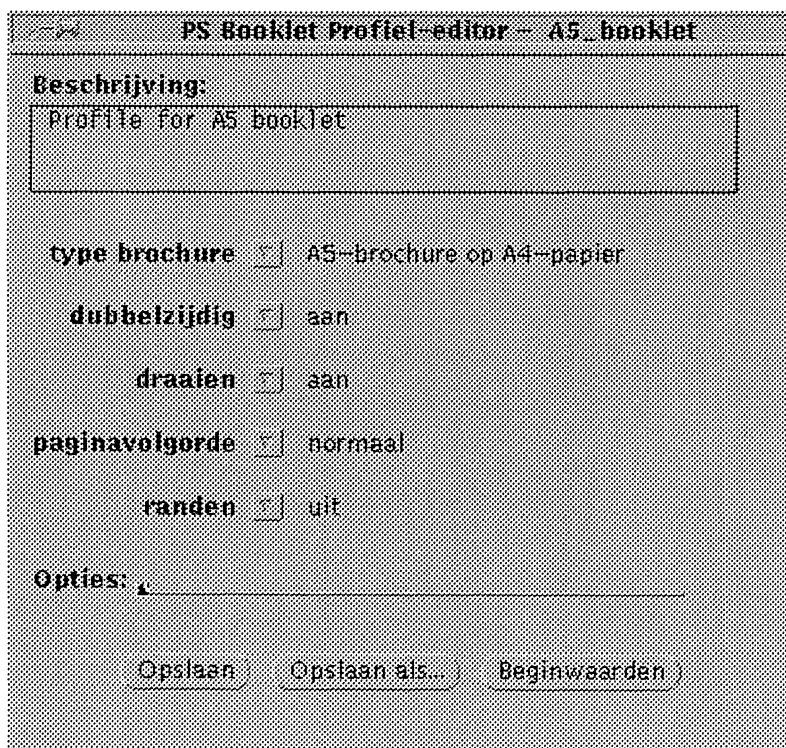 PS Booklet Profiel-editor - A5_booklet
Beschrijving:
Profile for A5 booklet
type brochure A5-brochure op A4-papier
dubbelzijdig aan
draaien aan
paginavolgorde normaal
randen uit
Opties:
Opslaan Opslaan als... Beginwaarden